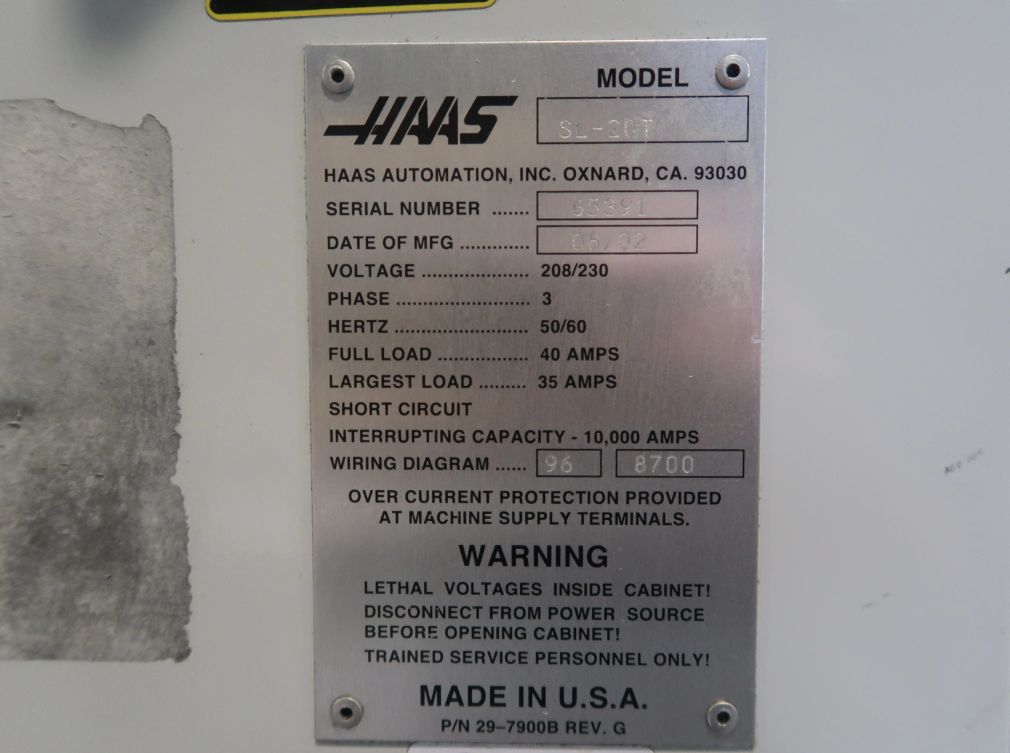 MODEL
HAAS
SL-20T
HAAS AUTOMATION, INC. OXNARD, CA. 93030
SERIAL NUMBER ....... 65391
DATE OF MFG ............ 08/02
VOLTAGE .................. 208/230
PHASE ...................... 3
HERTZ ...................... 50/60
FULL LOAD ............... 40 AMPS
LARGEST LOAD ......... 35 AMPS
SHORT CIRCUIT
INTERRUPTING CAPACITY - 10,000 AMPS
WIRING DIAGRAM ...... 96 8700
OVER CURRENT PROTECTION PROVIDED
AT MACHINE SUPPLY TERMINALS.
WARNING
LETHAL VOLTAGES INSIDE CABINET!
DISCONNECT FROM POWER SOURCE
BEFORE OPENING CABINET!
TRAINED SERVICE PERSONNEL ONLY!
MADE IN U.S.A.
P/N 29-7900B REV. G